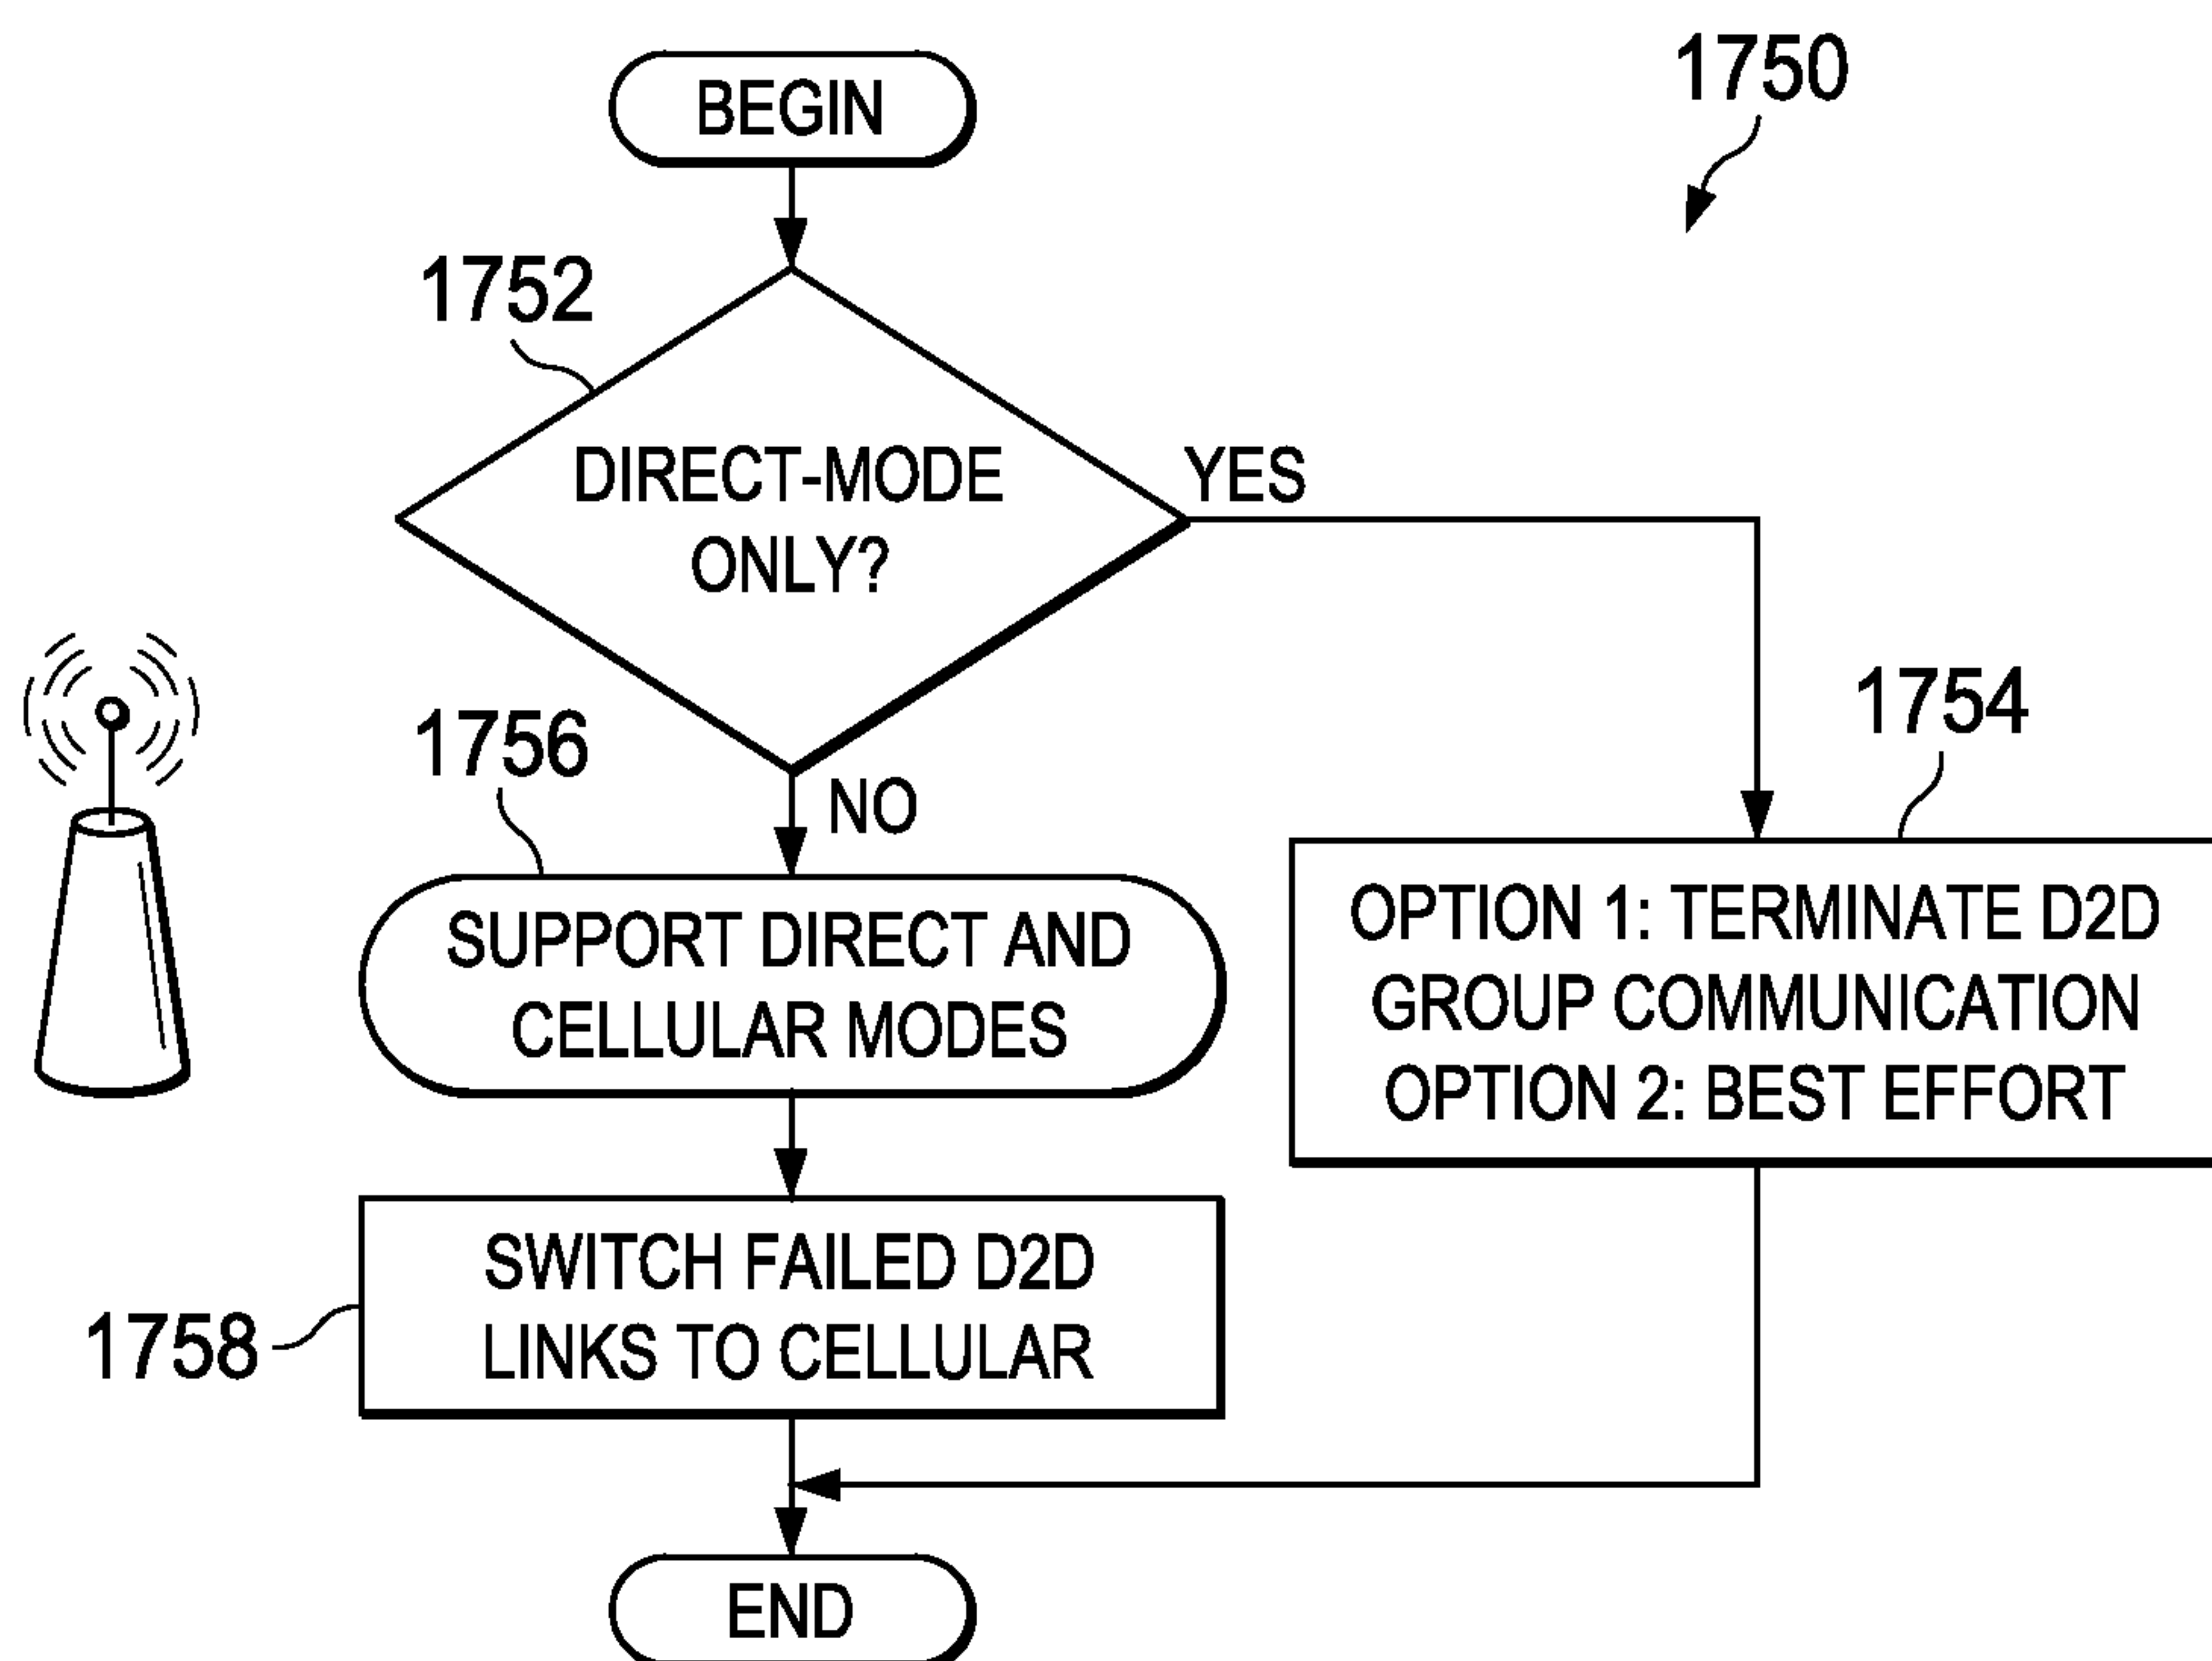 1750
BEGIN
1752
DIRECT-MODE
ONLY?
YES
NO
1754
OPTION 1: TERMINATE D2D
GROUP COMMUNICATION
OPTION 2: BEST EFFORT
1756
SUPPORT DIRECT AND
CELLULAR MODES
1758
SWITCH FAILED D2D
LINKS TO CELLULAR
END